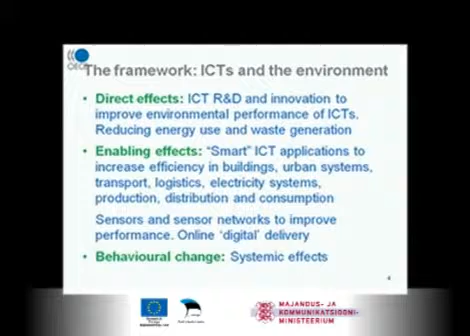 OECD
The framework: ICTs and the environment
• Direct effects: ICT R&D and innovation to
improve environmental performance of ICTs.
Reducing energy use and waste generation
• Enabling effects: “Smart” ICT applications to
increase efficiency in buildings, urban systems,
transport, logistics, electricity systems,
production, distribution and consumption
Sensors and sensor networks to improve
performance. Online ‘digital’ delivery
• Behavioural change: Systemic effects
4
MAJANDUS- JA
KOMMUNIKATSIOONI-
MINISTEERIUM